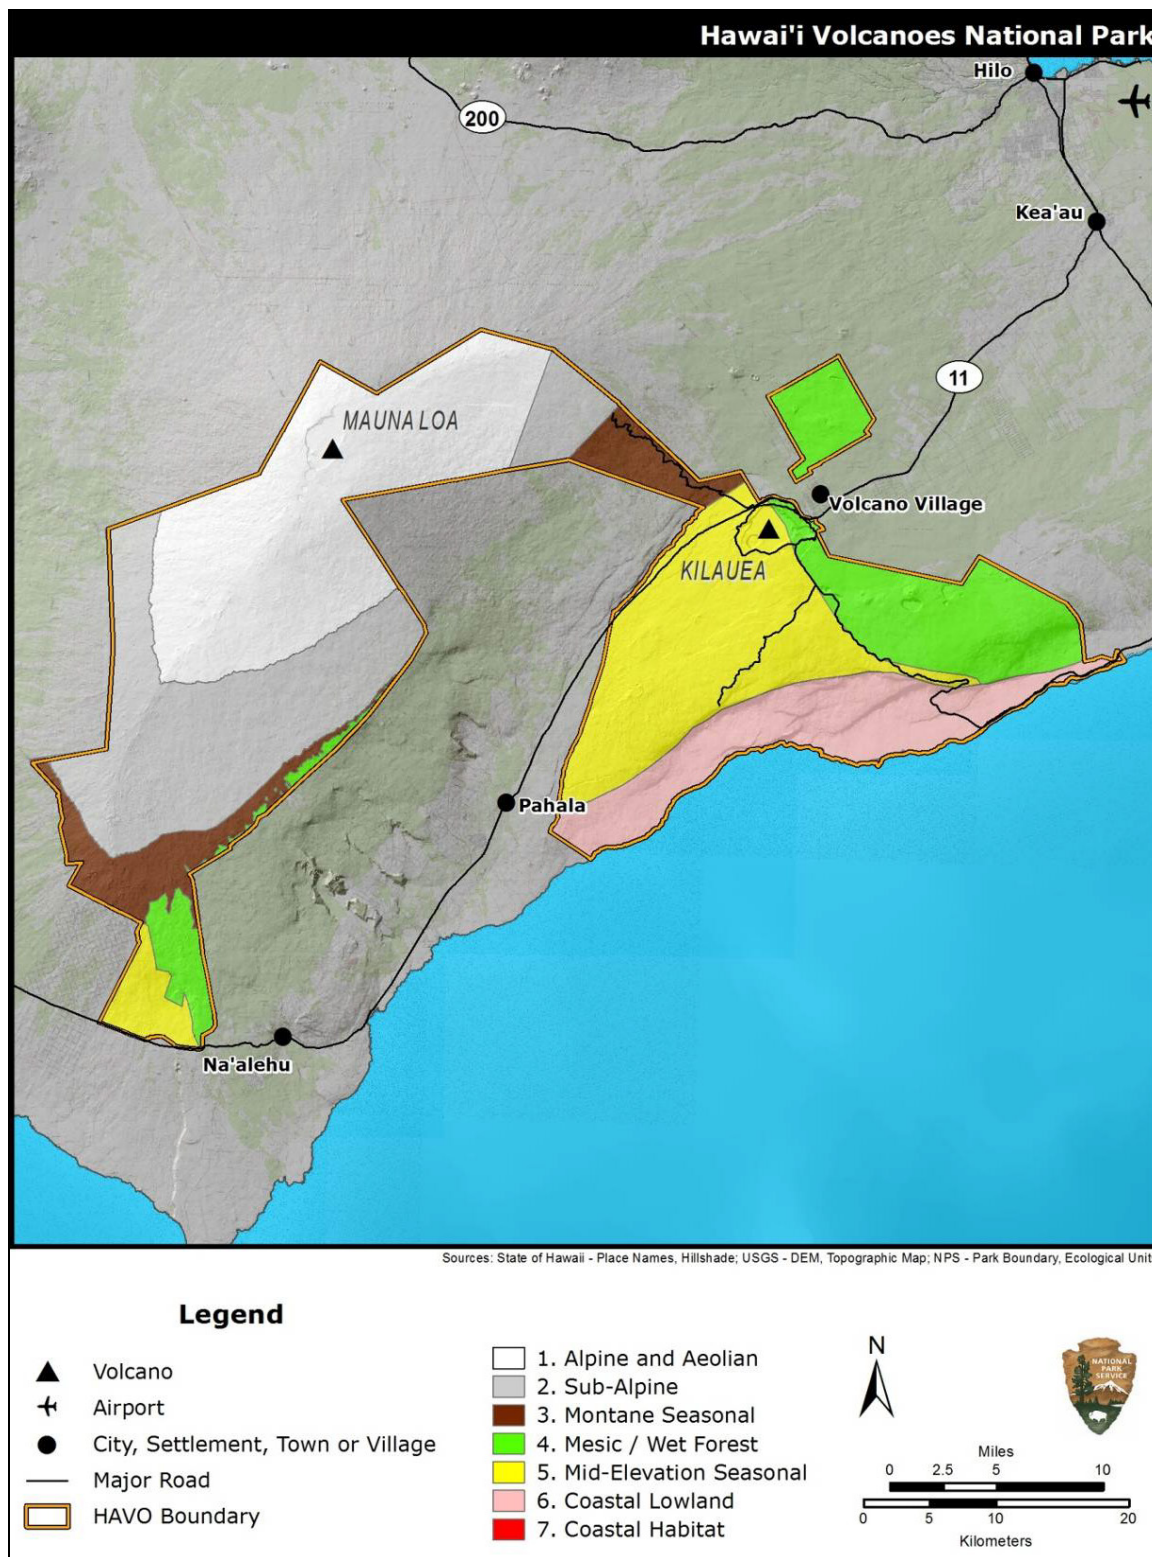 Hawai'i Volcanoes National Park
Hilo
200
Kea'au
11
MAUNA LOA
Volcano Village
KILAUEA
Pahala
Na'alehu
Sources: State of Hawaii - Place Names, Hillshade; USGS - DEM, Topographic Map; NPS - Park Boundary, Ecological Unit
Legend
Volcano
Airport
City, Settlement, Town or Village
Major Road
HAVO Boundary
1. Alpine and Aeolian
2. Sub-Alpine
3. Montane Seasonal
4. Mesic / Wet Forest
5. Mid-Elevation Seasonal
6. Coastal Lowland
7. Coastal Habitat
N
NATIONAL
PARK
SERVICE
Miles
0 2.5 5 10
0 5 10 20
Kilometers